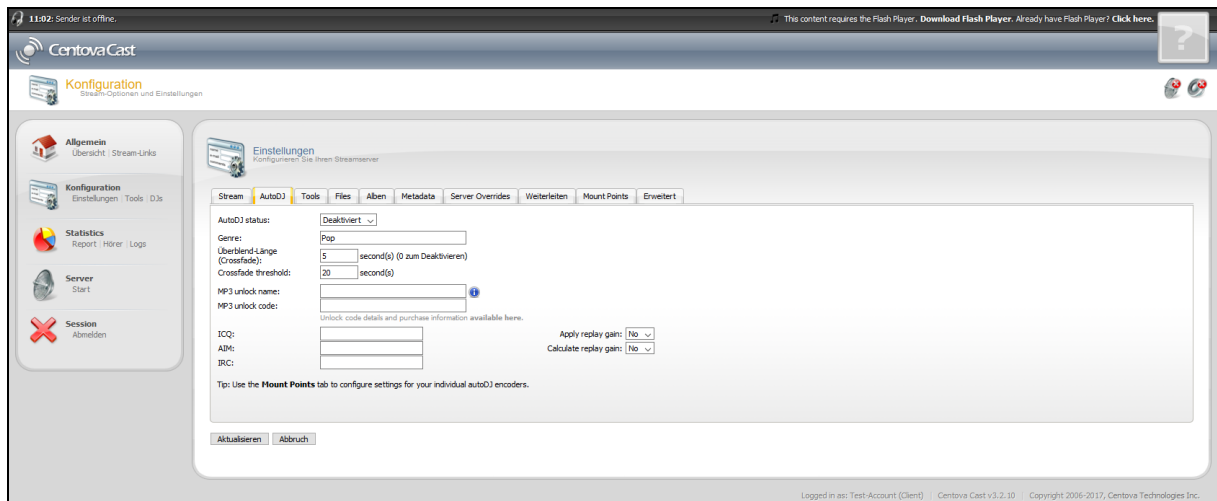 11:02: Sender ist offline.
This content requires the Flash Player. Download Flash Player. Already have Flash Player? Click here.
?
CentovaCast
Konfiguration
Stream-Optionen und Einstellungen
Allgemein
Übersicht | Stream-Links
Konfiguration
Einstellungen | Tools | DJs
Statistics
Report | Hörer | Logs
Server
Start
Session
Abmelden
Einstellungen
Konfigurieren Sie Ihren Streamserver
Stream AutoDJ Tools Files Alben Metadata Server Overrides Weiterleiten Mount Points Erweitert
AutoDJ status: Deaktiviert
Genre: Pop
Überblend-Länge (Crossfade): 5 second(s) (0 zum Deaktivieren)
Crossfade threshold: 20 second(s)
MP3 unlock name:
MP3 unlock code:
Unlock code details and purchase information available here.
ICQ: Apply replay gain: No
AIM: Calculate replay gain: No
IRC:
Tip: Use the Mount Points tab to configure settings for your individual autoDJ encoders.
Aktualisieren Abbruch
Logged in as: Test-Account (Client) | Centova Cast v3.2.10 | Copyright 2006-2017, Centova Technologies Inc.